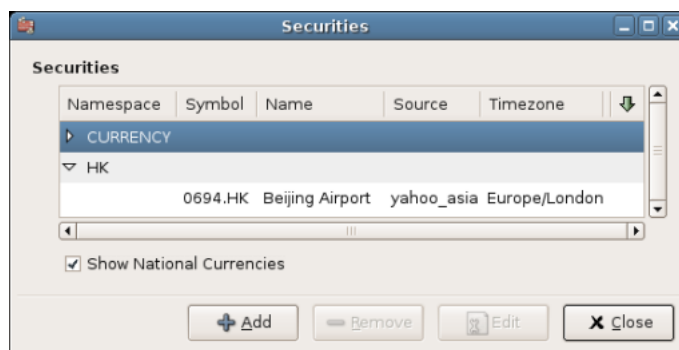 Securities
Securities
Namespace Symbol Name Source Timezone
CURRENCY
HK
0694.HK Beijing Airport yahoo_asia Europe/London
Show National Currencies
Add Remove Edit Close